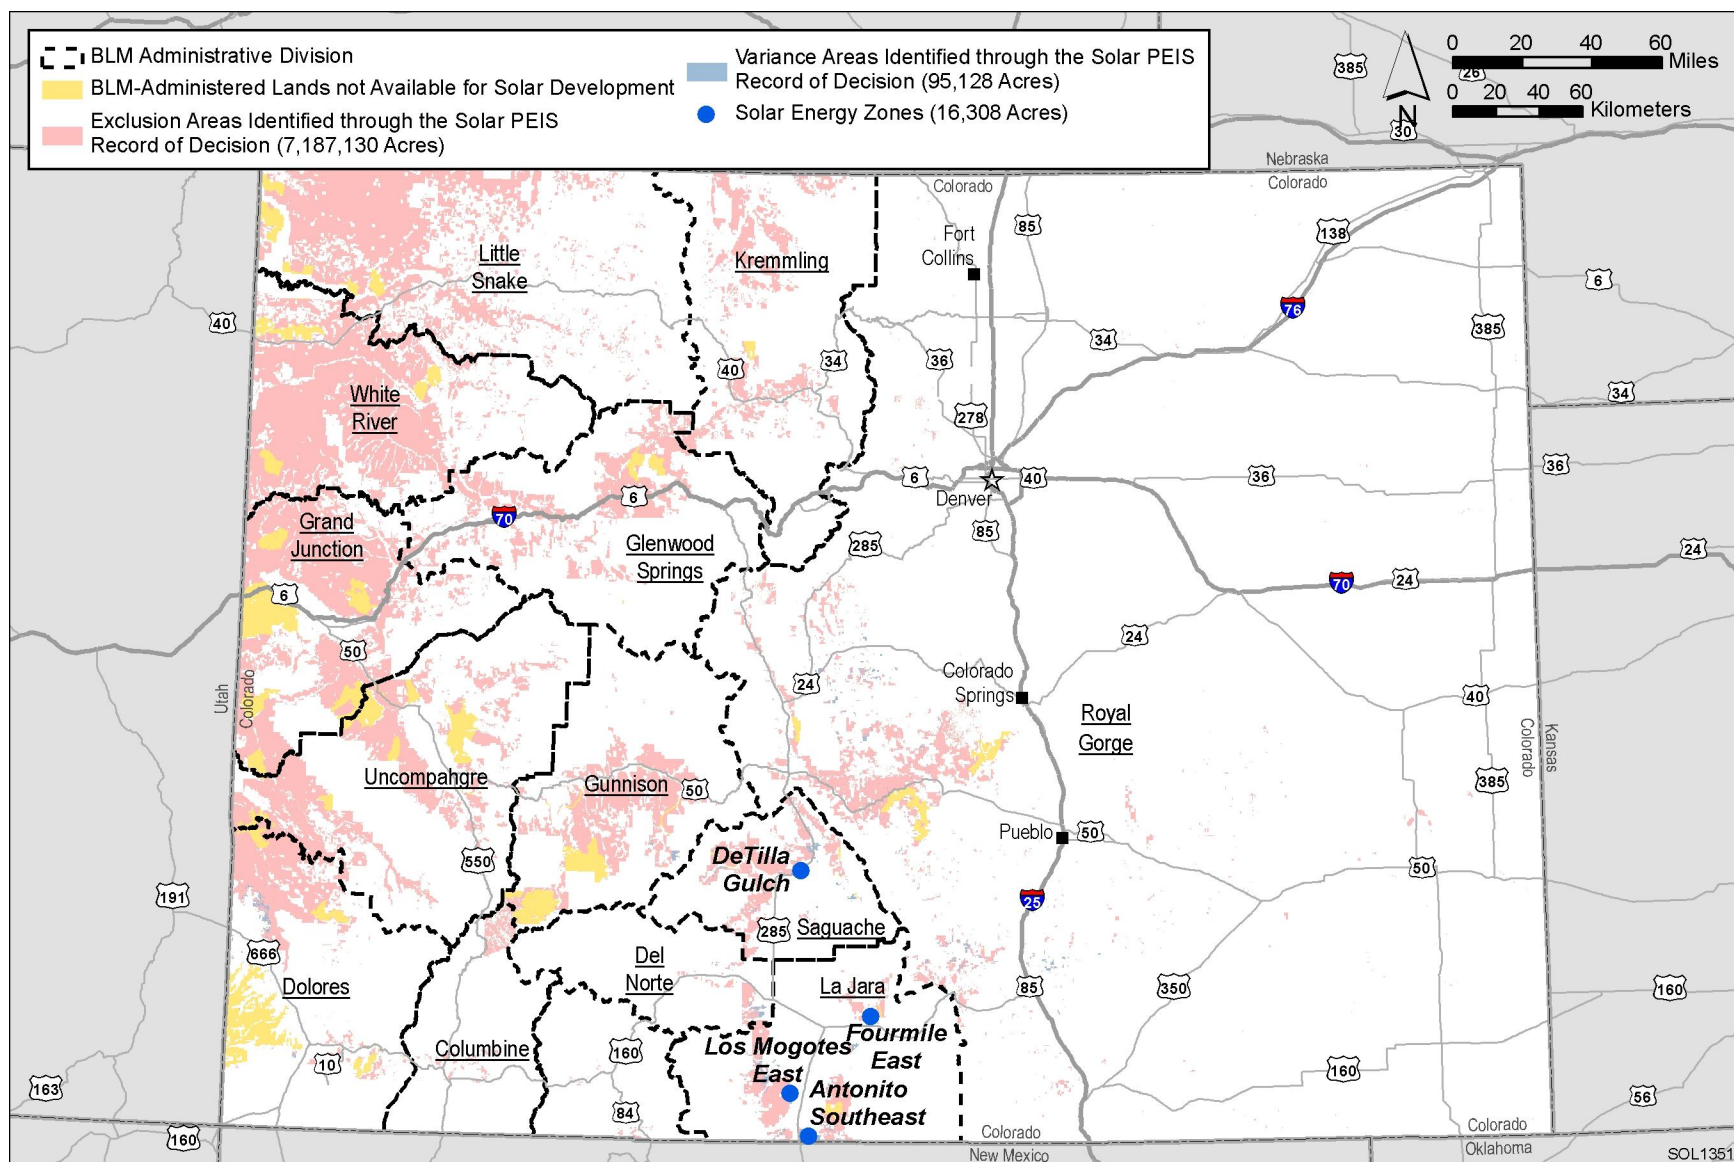 BLM Administrative Division
BLM-Administered Lands not Available for Solar Development
Exclusion Areas Identified through the Solar PEIS
Record of Decision (7,187,130 Acres)
Variance Areas Identified through the Solar PEIS
Record of Decision (95,128 Acres)
Solar Energy Zones (16,308 Acres)
N
0 20 40 60
Miles
0 20 40 60
Kilometers
385
26
30
Nebraska
Colorado
Colorado
Little
Snake
Kremmling
Fort
Collins
85
138
6
76
385
40
40
34
36
34
34
White
River
278
36
6
6
Denver
40
36
70
Grand
Junction
Glenwood
Springs
285
85
24
70
24
6
50
24
24
Utah
Colorado
Colorado
Springs
Royal
Gorge
40
Colorado
Kansas
Uncompahgre
Gunnison
50
385
Pueblo
50
550
DeTilla
Gulch
50
191
25
285
Saguache
666
Del
Norte
Dolores
La Jara
85
350
160
Fourmile
East
Los Mogotes
East
Columbine
160
10
160
163
Antonito
Southeast
84
56
160
Colorado
New Mexico
Colorado
Oklahoma
SOL1351